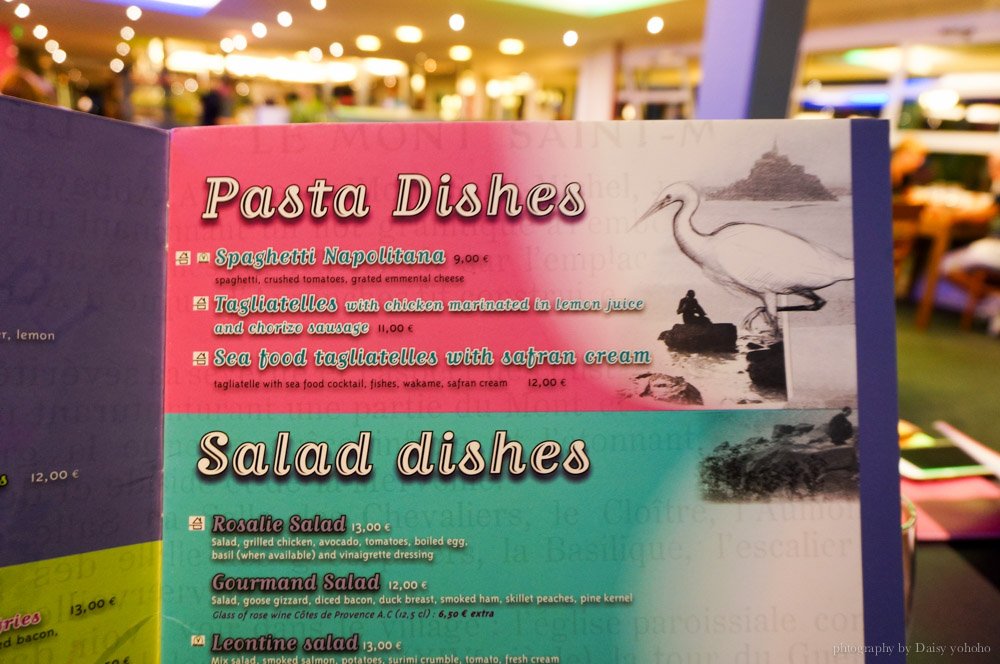 LE MONT SAINT-M
Pasta Dishes
Spaghetti Napolitana 9,00 €
spaghetti, crushed tomatoes, grated emmental cheese
Tagliatelles with chicken marinated in lemon juice
and chorizo sausage 11,00 €
Sea food tagliatelles with safran cream
tagliatelle with sea food cocktail, fishes, wakame, safran cream 12,00 €
Salad dishes
Rosalie Salad 13,00 €
Salad, grilled chicken, avocado, tomatoes, boiled egg,
basil (when available) and vinaigrette dressing
Gourmand Salad 12,00 €
Salad, goose gizzard, diced bacon, duck breast, smoked ham, skillet peaches, pine kernel
Glass of rose wine Côtes de Provence A.C (12,5 cl) : 6,50 € extra
Leontine salad 13,00 €
Mix salad, smoked salmon, potatoes, surimi crumble, tomato, fresh cream
lemon
12,00 €
13,00 €
bacon,
photography by Daisy yohoho